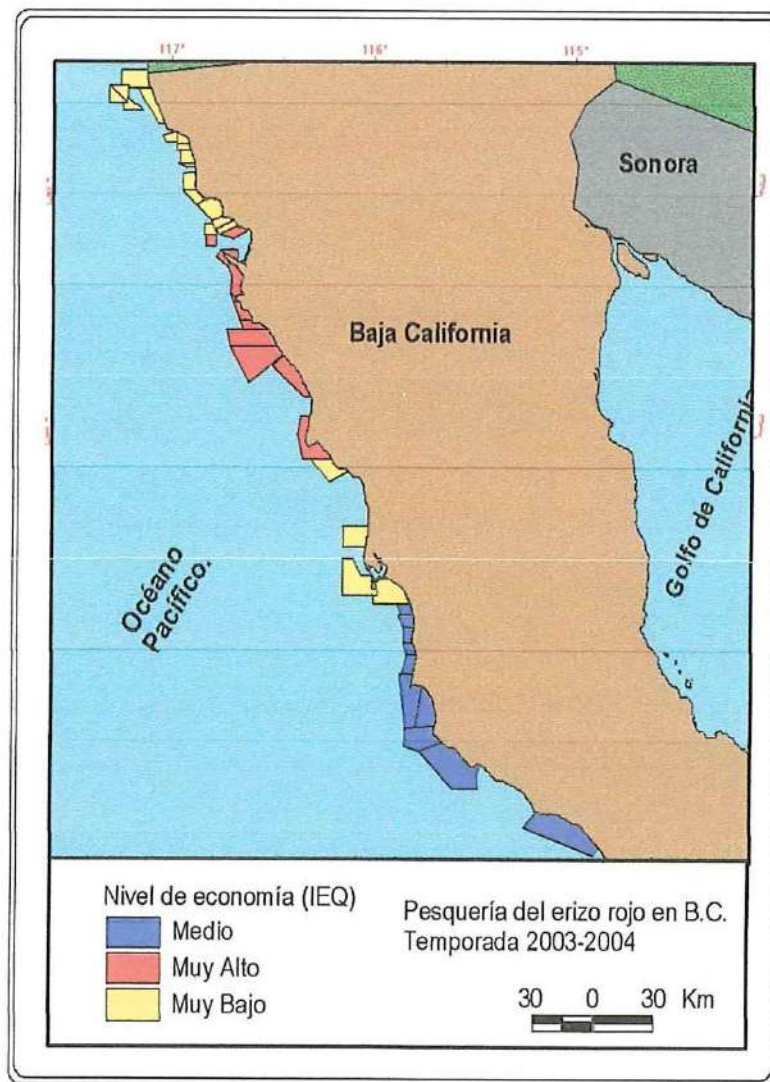 117° 116° 115°
Sonora
Baja California
Golfo de California
Océano
Pacífico.
Nivel de economía (IEQ)
Medio
Muy Alto
Muy Bajo
Pesquería del erizo rojo en B.C.
Temporada 2003-2004
30 0 30 Km